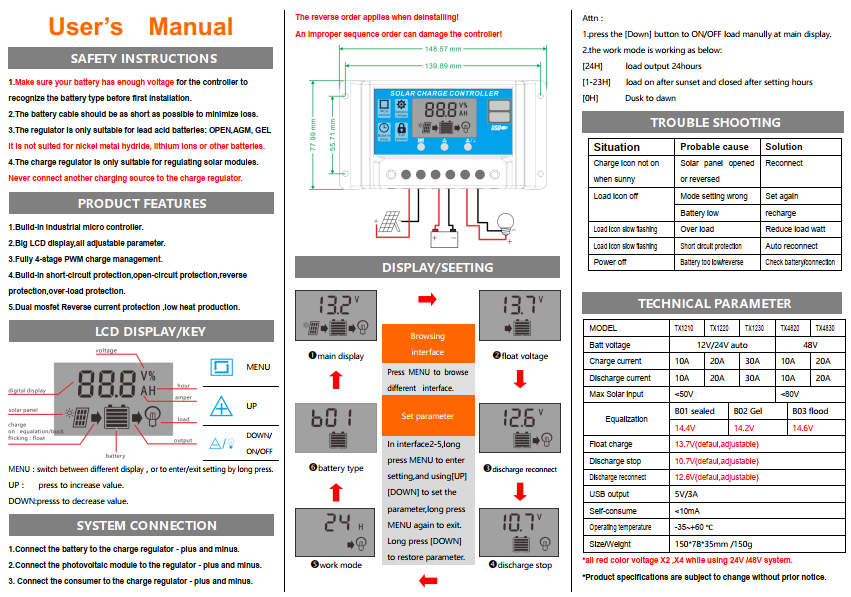 User's Manual
SAFETY INSTRUCTIONS
1.Make sure your battery has enough voltage for the controller to
recognize the battery type before first installation.
2.The battery cable should be as short as possible to minimize loss.
3.The regulator is only suitable for lead acid batteries: OPEN,AGM, GEL
It is not suited for nickel metal hydride, lithium ions or other batteries.
4.The charge regulator is only suitable for regulating solar modules.
Never connect another charging source to the charge regulator.
PRODUCT FEATURES
1.Build-in industrial micro controller.
2.Big LCD display,all adjustable parameter.
3.Fully 4-stage PWM charge management.
4.Build-in short-circuit protection,open-circuit protection,reverse
protection,over-load protection.
5.Dual mosfet Reverse current protection ,low heat production.
LCD DISPLAY/KEY
voltage
digital display
solar panel
charge
on : equalation/buck
flicking : float
battery
hour
amper
load
output
88.8 V% AH
MENU
UP
DOWN/
ON/OFF
MENU : switch between different display , or to enter/exit setting by long press.
UP : press to increase value.
DOWN:presss to decrease value.
SYSTEM CONNECTION
1.Connect the battery to the charge regulator - plus and minus.
2.Connect the photovoltaic module to the regulator - plus and minus.
3. Connect the consumer to the charge regulator - plus and minus.
The reverse order applies when deinstalling!
An improper sequence order can damage the controller!
148.57 mm
139.89 mm
77.99 mm
55.71 mm
SOLAR CHARGE CONTROLLER
88.8 V% AH
USB
DISPLAY/SEETING
13.2 V
❶main display
13.7 V
❷float voltage
Browsing
interface
Press MENU to browse
different interface.
Set parameter
In interface2-5,long
press MENU to enter
setting,and using[UP]
[DOWN] to set the
parameter,long press
MENU again to exit.
Long press [DOWN]
to restore parameter.
12.6 V
❸discharge reconnect
10.7 V
❹discharge stop
24 H
❺work mode
b01
❻battery type
Attn :
1.press the [Down] button to ON/OFF load manully at main display.
2.the work mode is working as below:
[24H] load output 24hours
[1-23H] load on after sunset and closed after setting hours
[0H] Dusk to dawn
TROUBLE SHOOTING
Situation Probable cause Solution
Charge icon not on when sunny Solar panel opened or reversed Reconnect
Load icon off Mode setting wrong Set again
Battery low recharge
Load icon slow flashing Over load Reduce load watt
Load icon slow flashing Short circuit protection Auto reconnect
Power off Battery too low/reverse Check battery/connection
TECHNICAL PARAMETER
MODEL TX1210 TX1220 TX1230 TX4820 TX4830
Batt voltage 12V/24V auto 48V
Charge current 10A 20A 30A 10A 20A
Discharge current 10A 20A 30A 10A 20A
Max Solar Input <50V <80V
Equalization B01 sealed B02 Gel B03 flood
14.4V 14.2V 14.6V
Float charge 13.7V(defaul,adjustable)
Discharge stop 10.7V(defaul,adjustable)
Discharge reconnect 12.6V(defaul,adjustable)
USB output 5V/3A
Self-consume <10mA
Operating temperature -35~+60 ℃
Size/Weight 150*78*35mm /150g
*all red color voltage X2 ,X4 while using 24V /48V system.
*Product specifications are subject to change without prior notice.